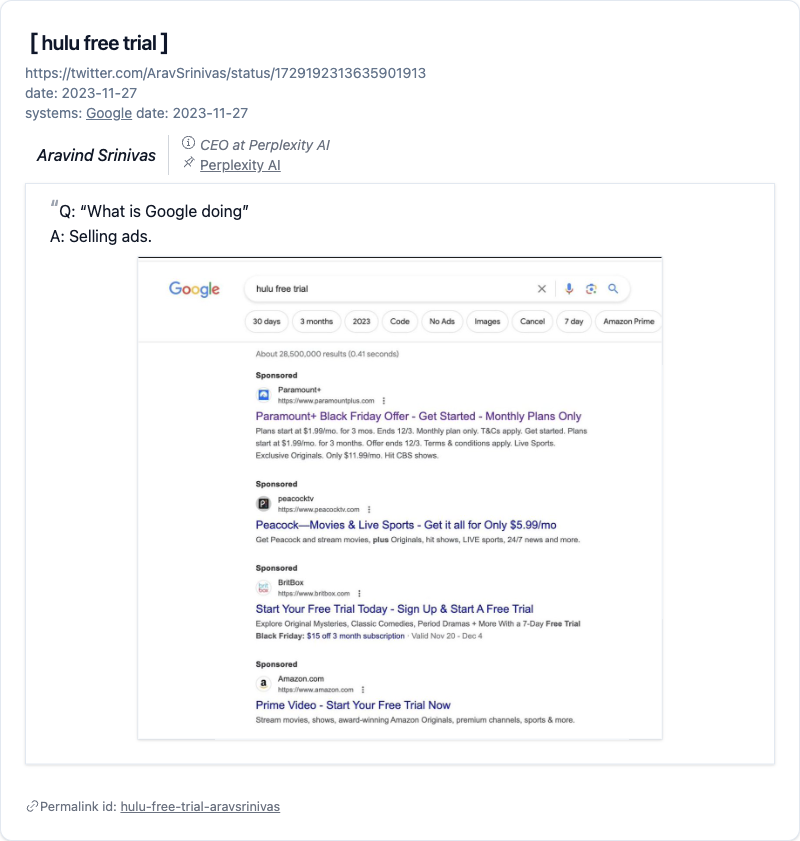 [hulu free trial]
https://twitter.com/AravSrinivas/status/1729192313635901913
date: 2023-11-27
systems: Google date: 2023-11-27
Aravind Srinivas
CEO at Perplexity AI
Perplexity AI
“Q: “What is Google doing”
A: Selling ads.
Google
hulu free trial
30 days
3 months
2023
Code
No Ads
Images
Cancel
7 day
Amazon Prime
About 28,500,000 results (0.41 seconds)
Sponsored
Paramount+
https://www.paramountplus.com
Paramount+ Black Friday Offer - Get Started - Monthly Plans Only
Plans start at $1.99/mo. for 3 mos. Ends 12/3. Monthly plan only. T&Cs apply. Get started. Plans
start at $1.99/mo. for 3 months. Offer ends 12/3. Terms & conditions apply. Live Sports.
Exclusive Originals. Only $11.99/mo. Hit CBS shows.
Sponsored
P
peacocktv
https://www.peacocktv.com
Peacock—Movies & Live Sports - Get it all for Only $5.99/mo
Get Peacock and stream movies, plus Originals, hit shows, LIVE sports, 24/7 news and more.
Sponsored
brit
box
BritBox
https://www.britbox.com
Start Your Free Trial Today - Sign Up & Start A Free Trial
Explore Original Mysteries, Classic Comedies, Period Dramas + More With a 7-Day Free Trial
Black Friday: $15 off 3 month subscription · Valid Nov 20 - Dec 4
Sponsored
a
Amazon.com
https://www.amazon.com
Prime Video - Start Your Free Trial Now
Stream movies, shows, award-winning Amazon Originals, premium channels, sports & more.
Permalink id: hulu-free-trial-aravsrinivas